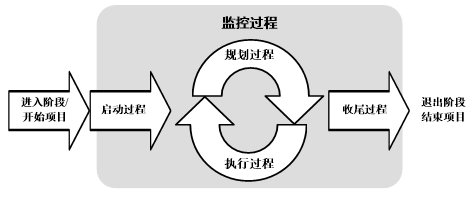 监控过程
规划过程
进入阶段/
开始项目
启动过程
收尾过程
退出阶段
结束项目
执行过程